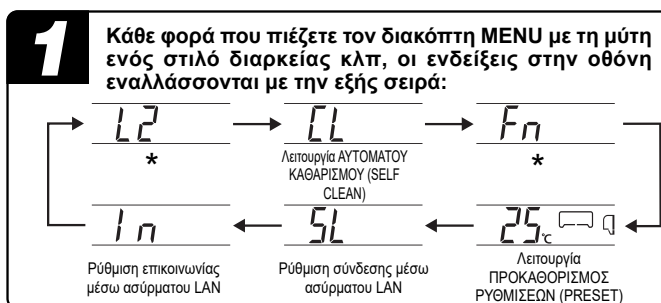 1
Κάθε φορά που πιέζετε τον διακόπτη MENU με τη μύτη
ενός στιλό διαρκείας κλπ, οι ενδείξεις στην οθόνη
εναλλάσσονται με την εξής σειρά:
L2
CL
Fn
*
Λειτουργία ΑΥΤΟΜΑΤΟΥ
ΚΑΘΑΡΙΣΜΟΥ (SELF
CLEAN)
*
In
SL
25°C
Ρύθμιση επικοινωνίας
μέσω ασύρματου LAN
Ρύθμιση σύνδεσης μέσω
ασύρματου LAN
Λειτουργία
ΠΡΟΚΑΘΟΡΙΣΜΟΣ
ΡΥΘΜΙΣΕΩΝ (PRESET)